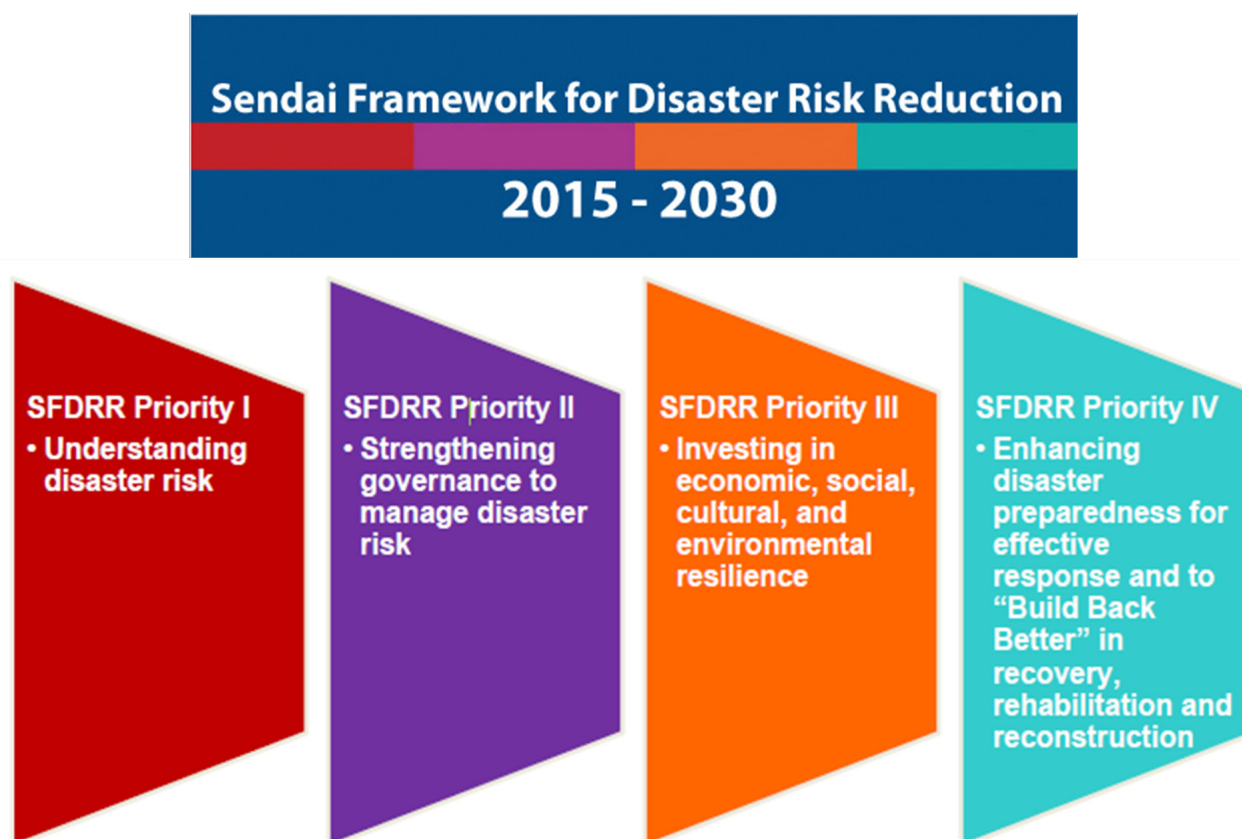 Sendai Framework for Disaster Risk Reduction
2015 - 2030
SFDRR Priority I
• Understanding
disaster risk
SFDRR Priority II
• Strengthening
governance to
manage disaster
risk
SFDRR Priority III
• Investing in
economic, social,
cultural, and
environmental
resilience
SFDRR Priority IV
• Enhancing
disaster
preparedness for
effective
response and to
“Build Back
Better” in
recovery,
rehabilitation and
reconstruction